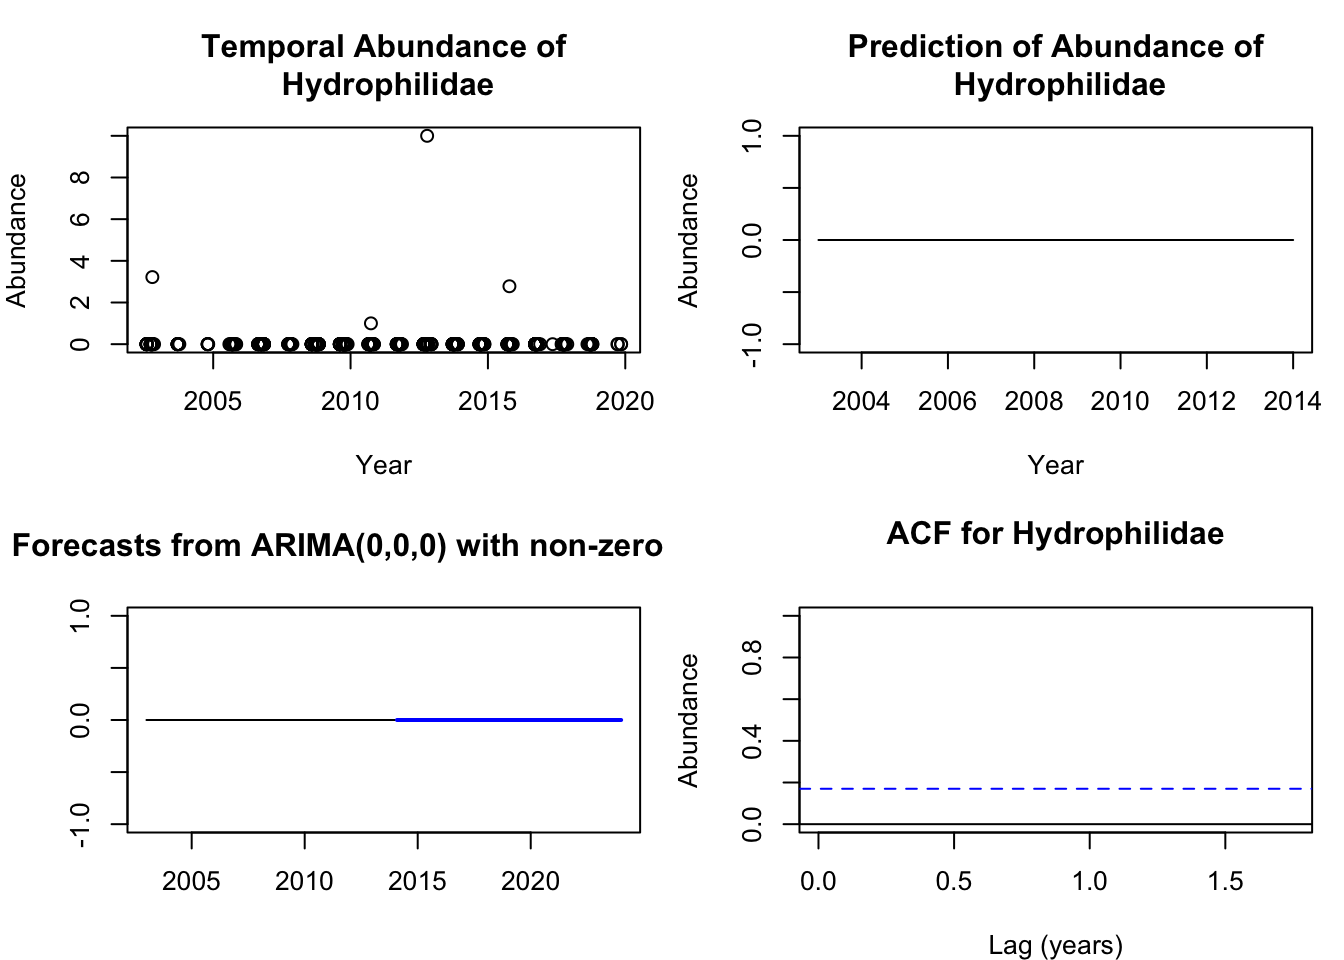 Temporal Abundance of
Hydrophilidae
Abundance
8
6
4
2
0
2005 2010 2015 2020
Year
Prediction of Abundance of
Hydrophilidae
Abundance
1.0
0.0
-1.0
2004 2006 2008 2010 2012 2014
Year
Forecasts from ARIMA(0,0,0) with non-zero
1.0
0.0
-1.0
2005 2010 2015 2020
ACF for Hydrophilidae
Abundance
0.8
0.4
0.0
0.0 0.5 1.0 1.5
Lag (years)